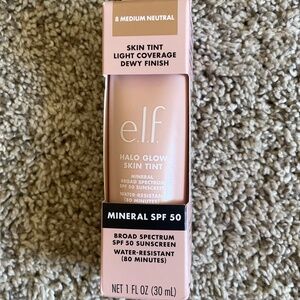 8 MEDIUM NEUTRAL
SKIN TINT
LIGHT COVERAGE
DEWY FINISH
e.l.f.
HALO GLOW
SKIN TINT
MINERAL
BROAD SPECTRUM
SPF 50 SUNSCREEN
WATER-RESISTANT
(80 MINUTES)
MINERAL SPF 50
BROAD SPECTRUM
SPF 50 SUNSCREEN
WATER-RESISTANT
(80 MINUTES)
NET 1 FL OZ (30 mL)